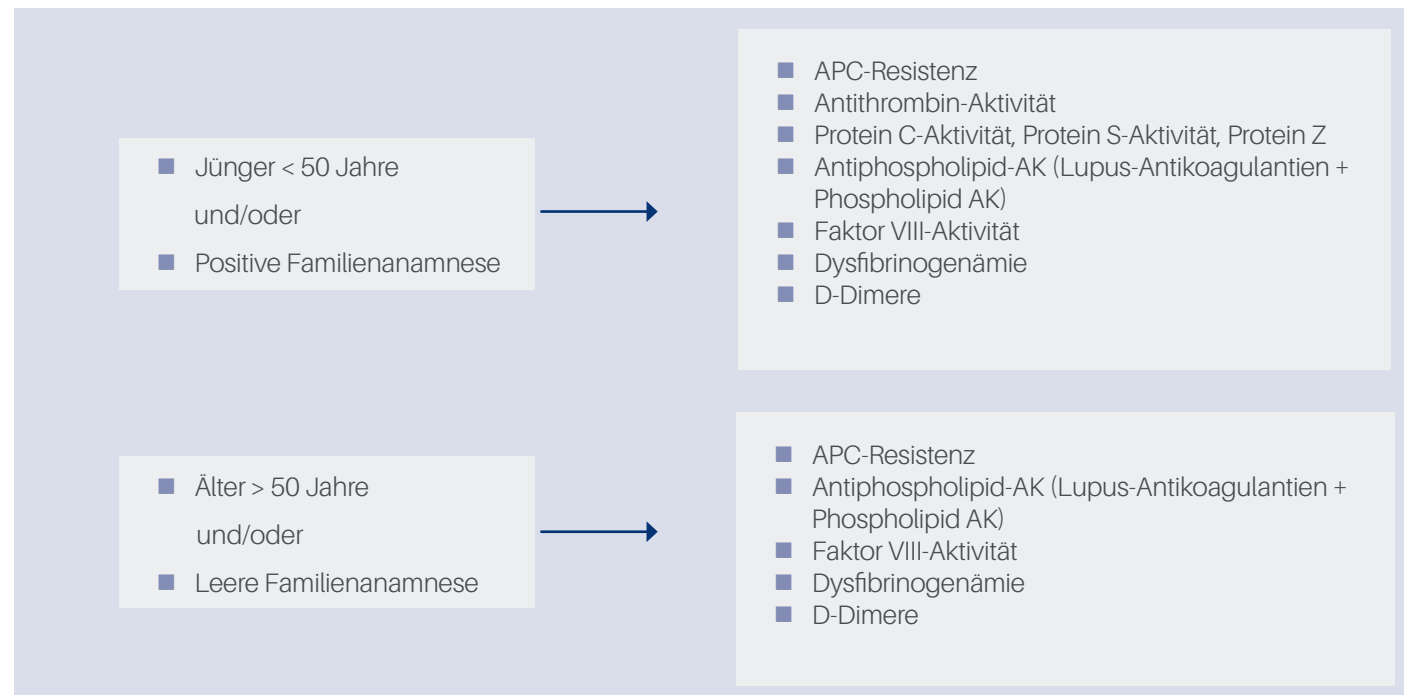 ■ Jünger < 50 Jahre
und/oder
■ Positive Familienanamnese
■ APC-Resistenz
■ Antithrombin-Aktivität
■ Protein C-Aktivität, Protein S-Aktivität, Protein Z
■ Antiphospholipid-AK (Lupus-Antikoagulantien +
Phospholipid AK)
■ Faktor VIII-Aktivität
■ Dysfibrinogenämie
■ D-Dimere
■ Älter > 50 Jahre
und/oder
■ Leere Familienanamnese
■ APC-Resistenz
■ Antiphospholipid-AK (Lupus-Antikoagulantien +
Phospholipid AK)
■ Faktor VIII-Aktivität
■ Dysfibrinogenämie
■ D-Dimere